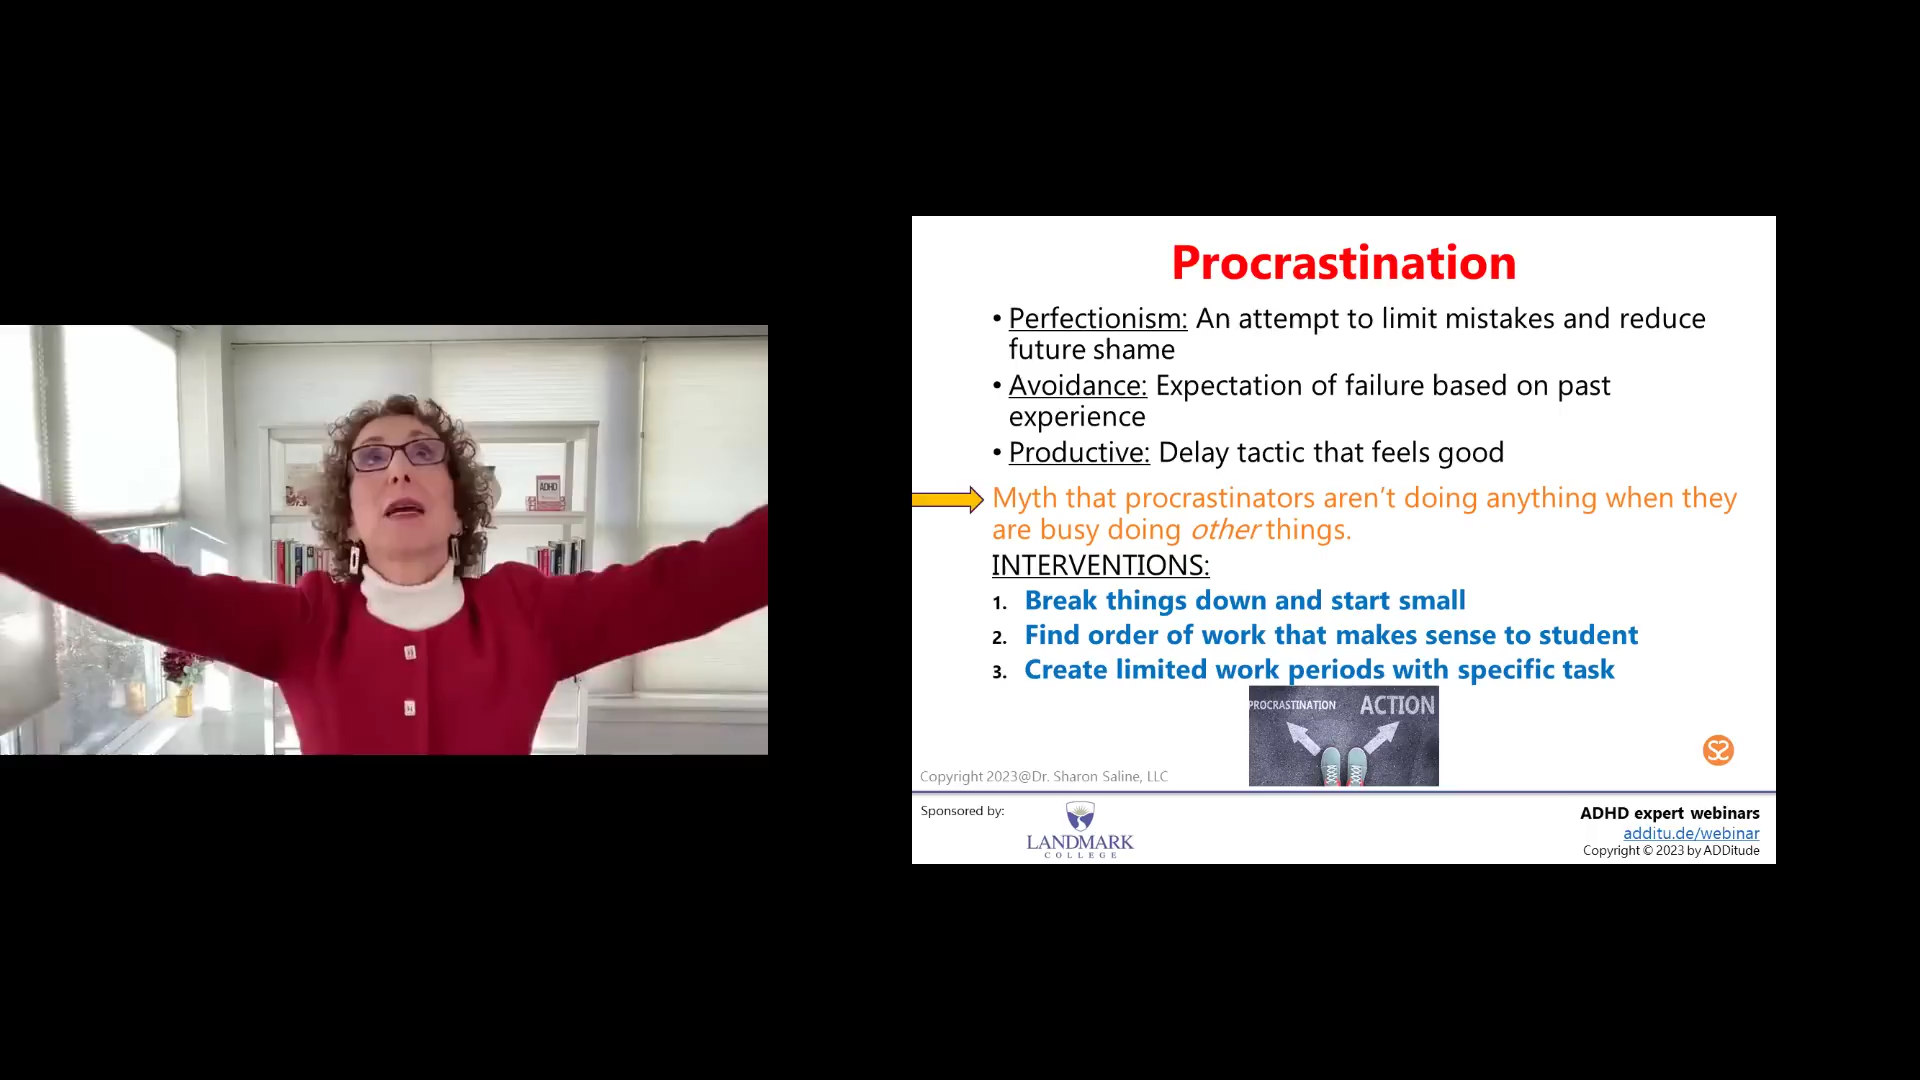 ADHD
Procrastination
• Perfectionism: An attempt to limit mistakes and reduce
future shame
• Avoidance: Expectation of failure based on past
experience
• Productive: Delay tactic that feels good
Myth that procrastinators aren’t doing anything when they
are busy doing other things.
INTERVENTIONS:
1. Break things down and start small
2. Find order of work that makes sense to student
3. Create limited work periods with specific task
PROCRASTINATION ACTION
Copyright 2023@Dr. Sharon Saline, LLC
Sponsored by:
LANDMARK
COLLEGE
ADHD expert webinars
additu.de/webinar
Copyright © 2023 by ADDitude